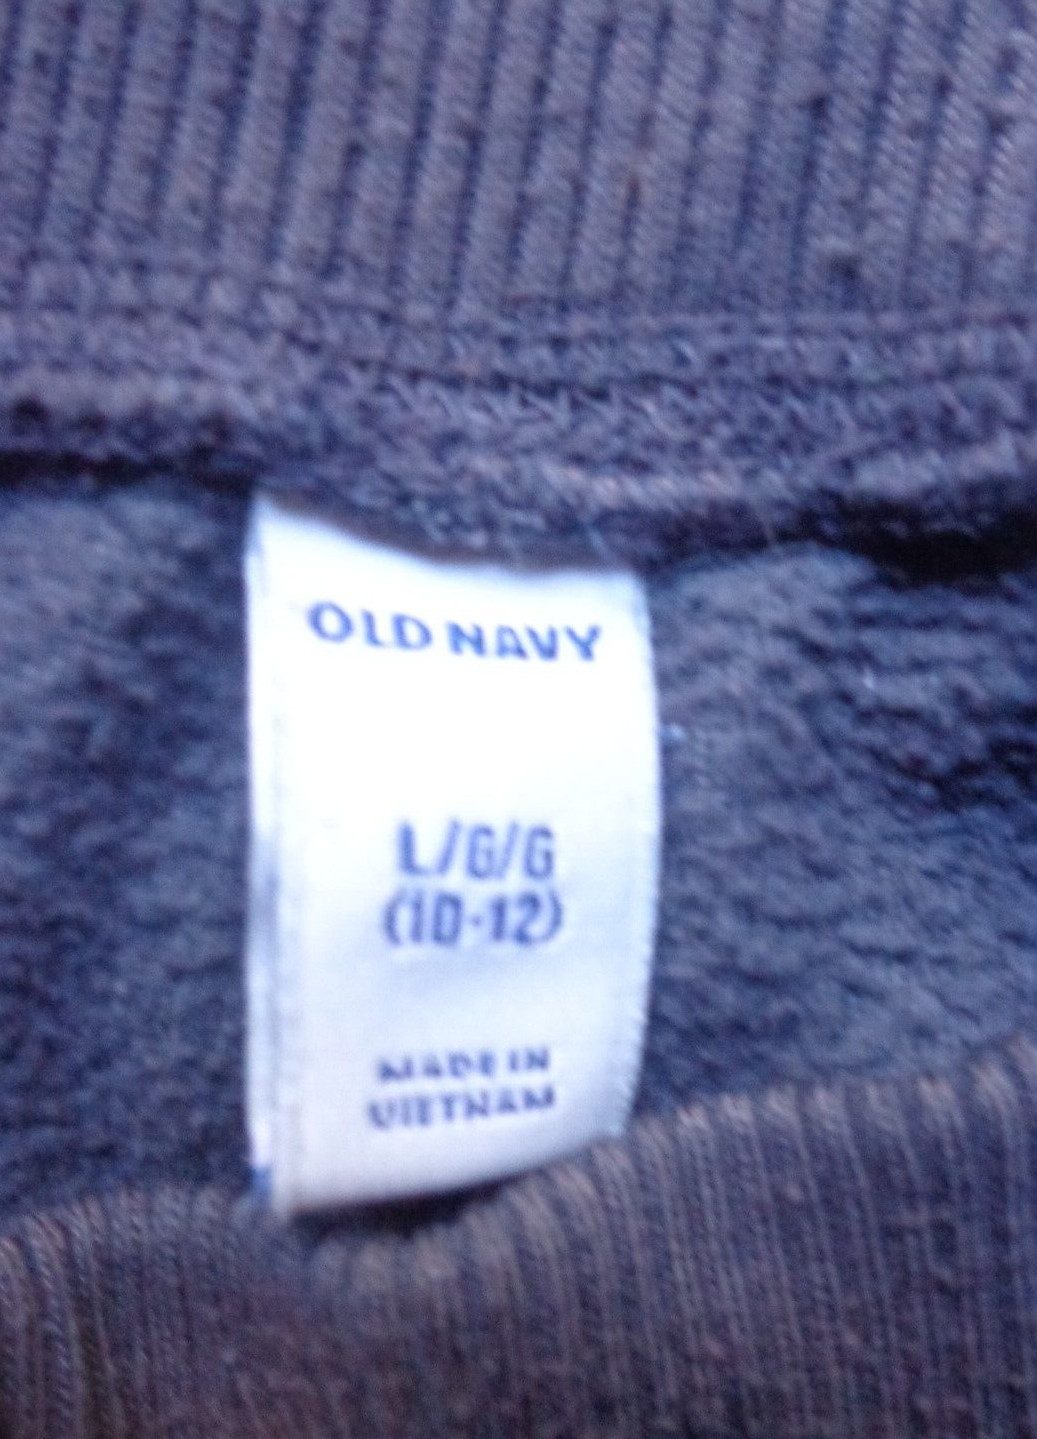 OLD NAVY
L/G/G
(10-12)
MADE IN
VIETNAM